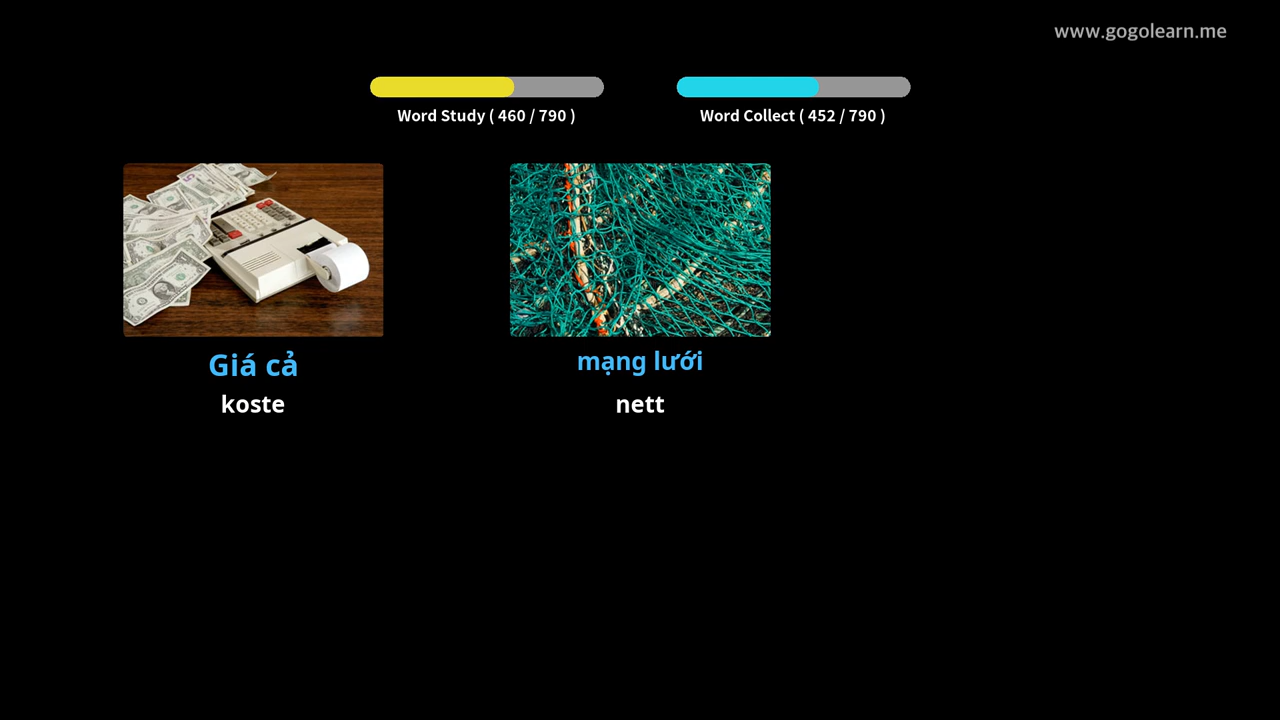 www.gogolearn.me
Word Study ( 460 / 790 )
Word Collect ( 452 / 790 )
Giá cả
koste
mạng lưới
nett